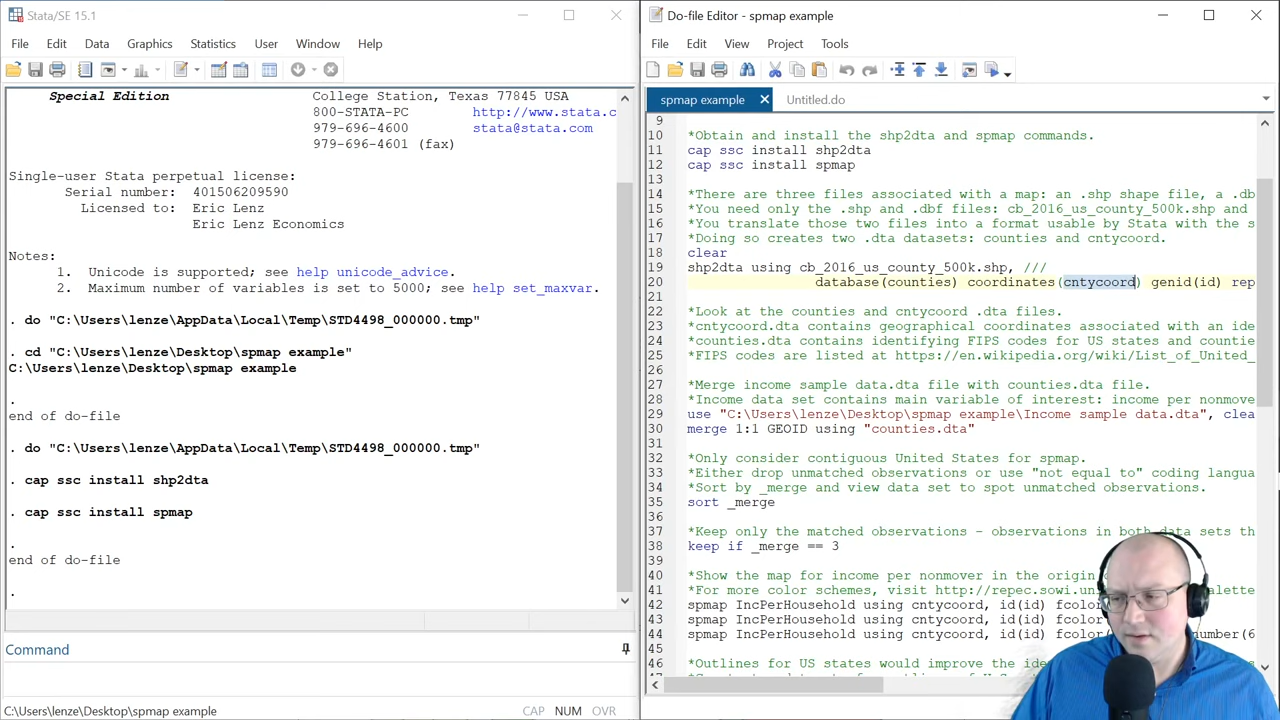 Stata/SE 15.1
File Edit Data Graphics Statistics User Window Help
Special Edition College Station, Texas 77845 USA
800-STATA-PC http://www.stata.c
979-696-4600 stata@stata.com
979-696-4601 (fax)
Single-user Stata perpetual license:
Serial number: 401506209590
Licensed to: Eric Lenz
Eric Lenz Economics
Notes:
1. Unicode is supported; see help unicode_advice.
2. Maximum number of variables is set to 5000; see help set_maxvar.
. do "C:\Users\lenze\AppData\Local\Temp\STD4498_000000.tmp"
. cd "C:\Users\lenze\Desktop\spmap example"
C:\Users\lenze\Desktop\spmap example
.
end of do-file
. do "C:\Users\lenze\AppData\Local\Temp\STD4498_000000.tmp"
. cap ssc install shp2dta
. cap ssc install spmap
.
end of do-file
.
Command
C:\Users\lenze\Desktop\spmap example CAP NUM OVR
Do-file Editor - spmap example
File Edit View Project Tools
spmap example Untitled.do
9
10 *Obtain and install the shp2dta and spmap commands.
11 cap ssc install shp2dta
12 cap ssc install spmap
13
14 *There are three files associated with a map: an .shp shape file, a .db
15 *You need only the .shp and .dbf files: cb_2016_us_county_500k.shp and
16 *You translate those two files into a format usable by Stata with the s
17 *Doing so creates two .dta datasets: counties and cntycoord.
18 clear
19 shp2dta using cb_2016_us_county_500k.shp, ///
20 database(counties) coordinates(cntycoord) genid(id) rep
21
22 *Look at the counties and cntycoord .dta files.
23 *cntycoord.dta contains geographical coordinates associated with an ide
24 *counties.dta contains identifying FIPS codes for US states and countie
25 *FIPS codes are listed at https://en.wikipedia.org/wiki/List_of_United_
26
27 *Merge income sample data.dta file with counties.dta file.
28 *Income data set contains main variable of interest: income per nonmove
29 use "C:\Users\lenze\Desktop\spmap example\Income sample data.dta", clea
30 merge 1:1 GEOID using "counties.dta"
31
32 *Only consider contiguous United States for spmap.
33 *Either drop unmatched observations or use "not equal to" coding langua
34 *Sort by _merge and view data set to spot unmatched observations.
35 sort _merge
36
37 *Keep only the matched observations - observations in both data sets th
38 keep if _merge == 3
39
40 *Show the map for income per nonmover in the origin c
41 *For more color schemes, visit http://repec.sowi.un alette
42 spmap IncPerHousehold using cntycoord, id(id) fcolor
43 spmap IncPerHousehold using cntycoord, id(id) fcolor
44 spmap IncPerHousehold using cntycoord, id(id) fcolor( number(6
45
46 *Outlines for US states would improve the ide